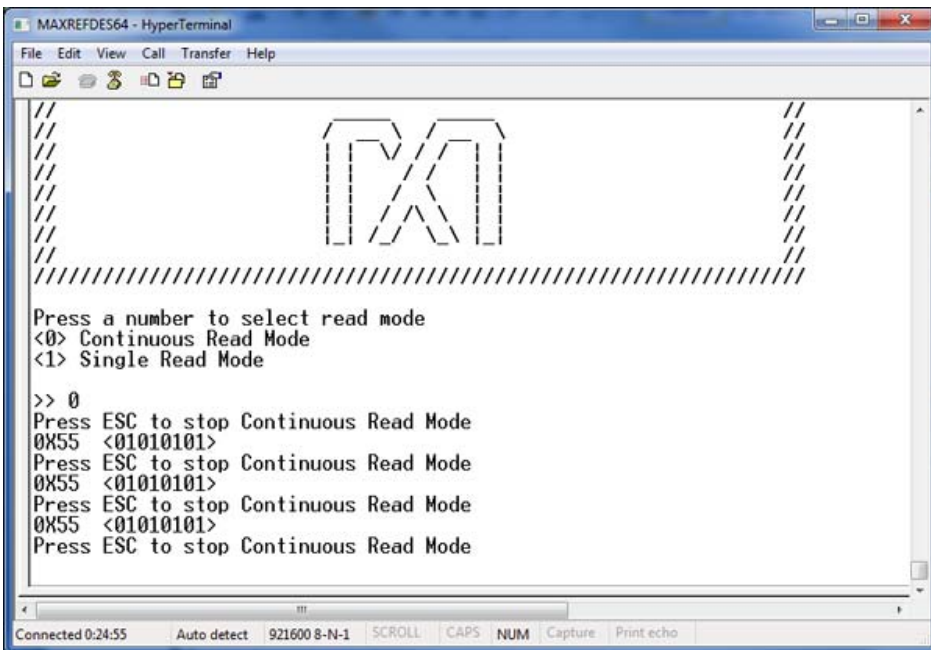 MAXREFDES64 - HyperTerminal
File Edit View Call Transfer Help
Press a number to select read mode
<0> Continuous Read Mode
<1> Single Read Mode
>> 0
Press ESC to stop Continuous Read Mode
0X55 <01010101>
Press ESC to stop Continuous Read Mode
0X55 <01010101>
Press ESC to stop Continuous Read Mode
0X55 <01010101>
Press ESC to stop Continuous Read Mode
Connected 0:24:55 Auto detect 921600 8-N-1 SCROLL CAPS NUM Capture Print echo